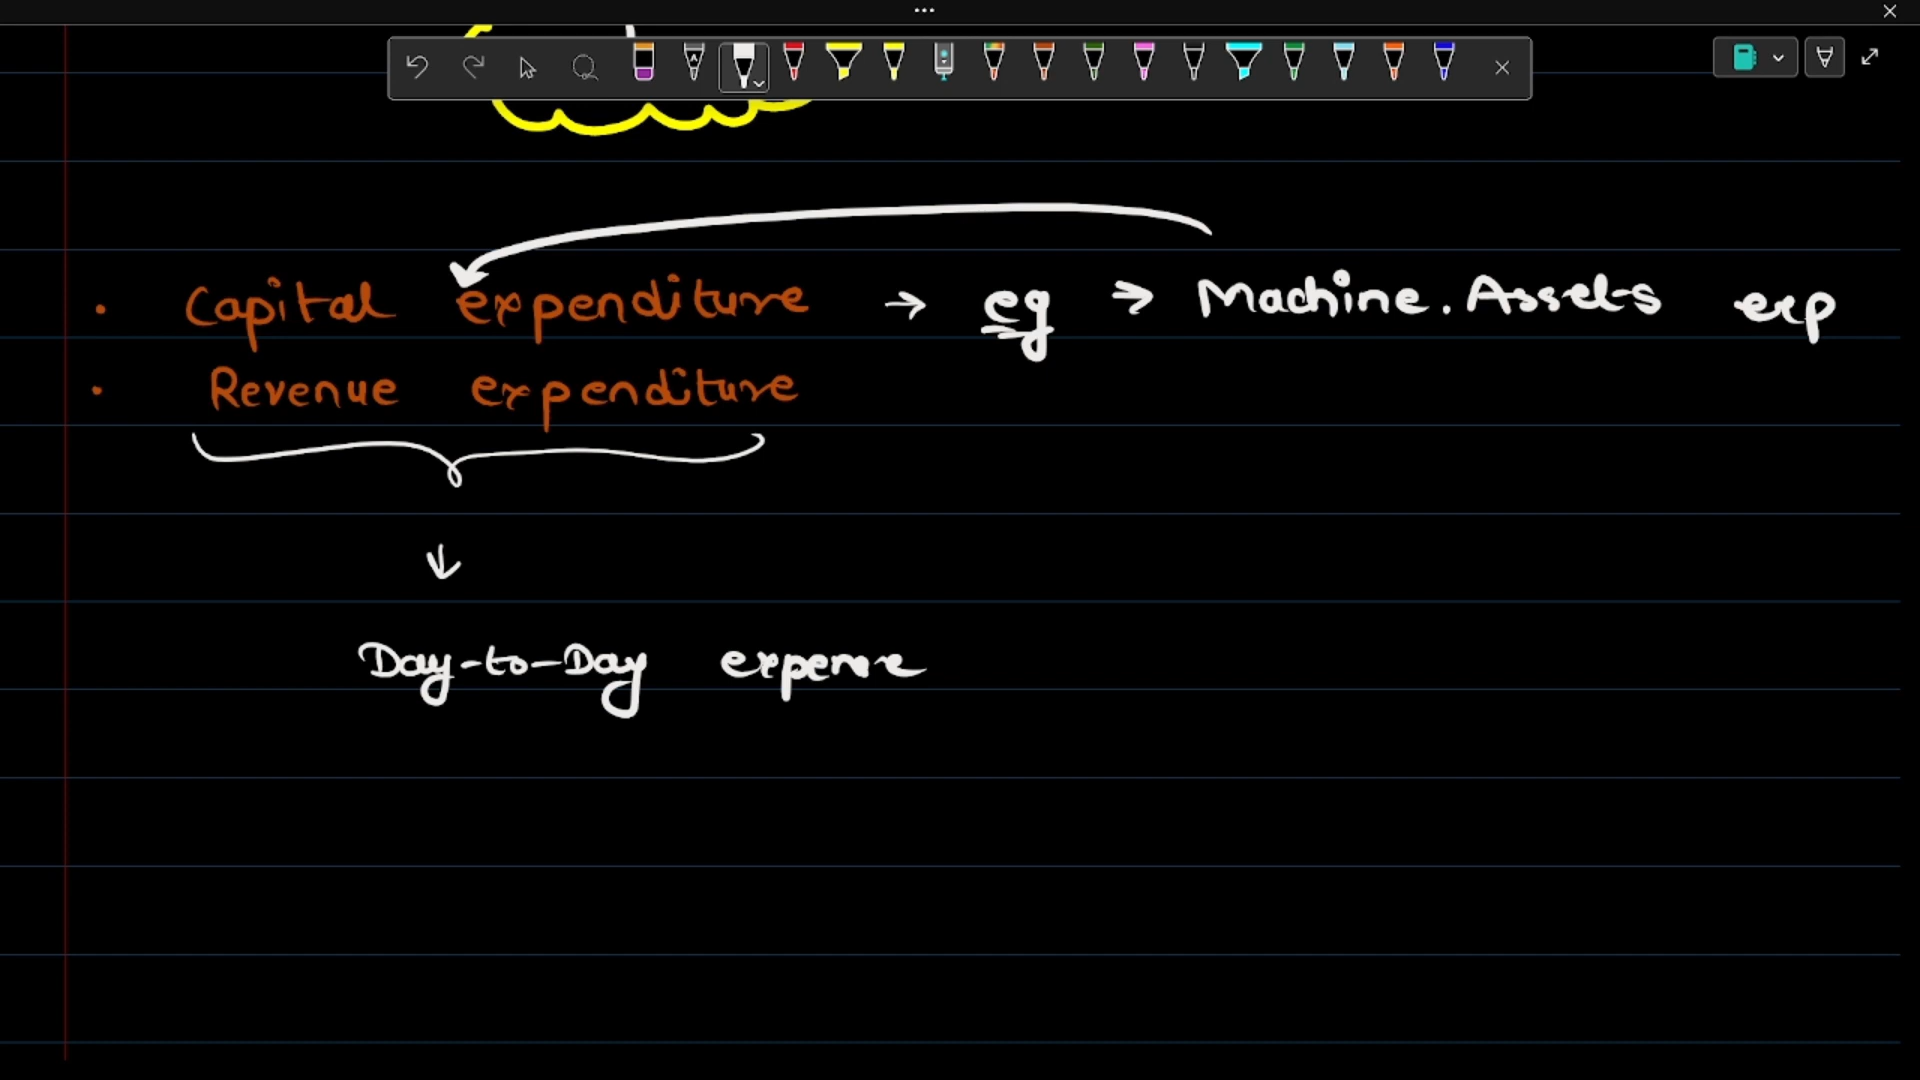 • Capital expenditure → eg → Machine. Assets exp
• Revenue expenditure
↓
Day-to-Day expense